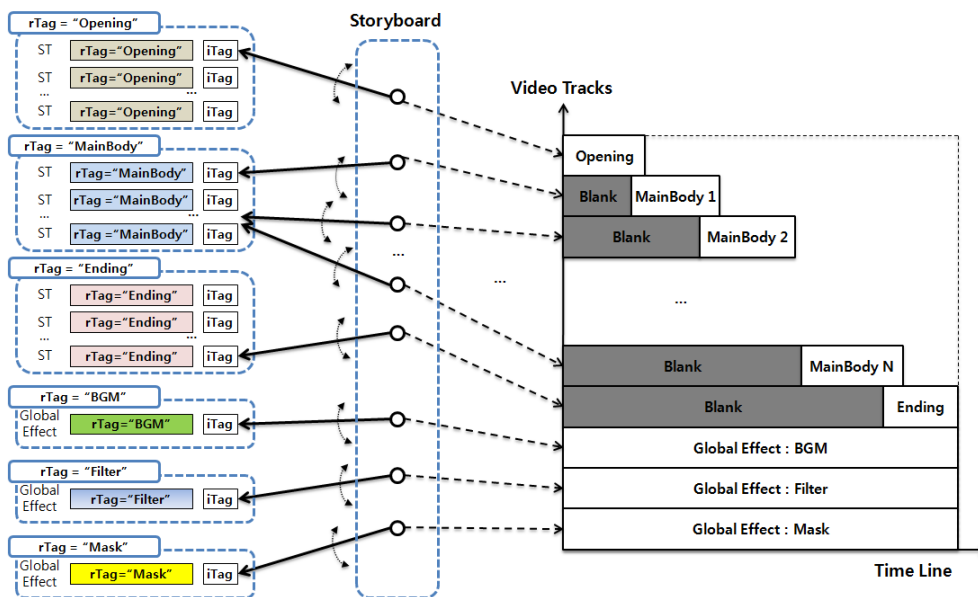 rTag = “Opening”
ST rTag=“Opening” iTag
ST rTag=“Opening” iTag
... ...
ST rTag=“Opening” iTag
rTag = “MainBody”
ST rTag=“MainBody” iTag
ST rTag=“MainBody” iTag
... ...
ST rTag=“MainBody” iTag
rTag = “Ending”
ST rTag=“Ending” iTag
ST rTag=“Ending” iTag
... ...
ST rTag=“Ending” iTag
rTag = “BGM”
Global
Effect rTag=“BGM” iTag
rTag = “Filter”
Global
Effect rTag=“Filter” iTag
rTag = “Mask”
Global
Effect rTag=“Mask” iTag
Storyboard
...
...
Video Tracks
Opening
Blank MainBody 1
Blank MainBody 2
...
Blank MainBody N
Blank Ending
Global Effect : BGM
Global Effect : Filter
Global Effect : Mask
Time Line